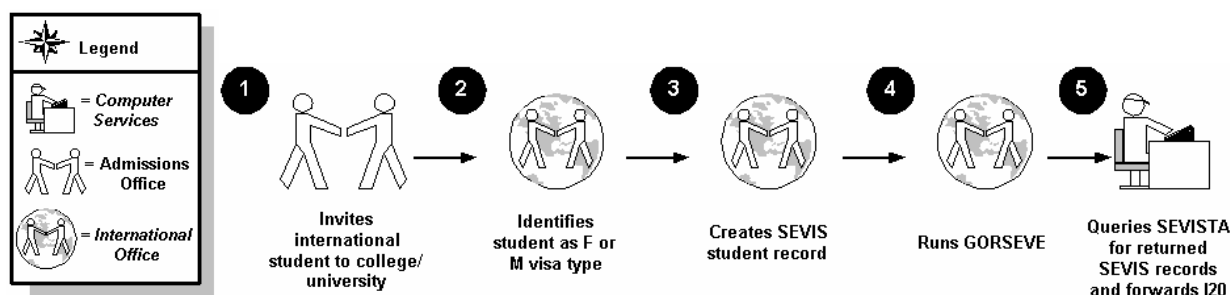 Legend
= Computer
Services
= Admissions
Office
= International
Office
1
2
3
4
5
Invites
international
student to college/
university
Identifies
student as F or
M visa type
Creates SEVIS
student record
Runs GORSEVE
Queries SEVISTA
for returned
SEVIS records
and forwards I20